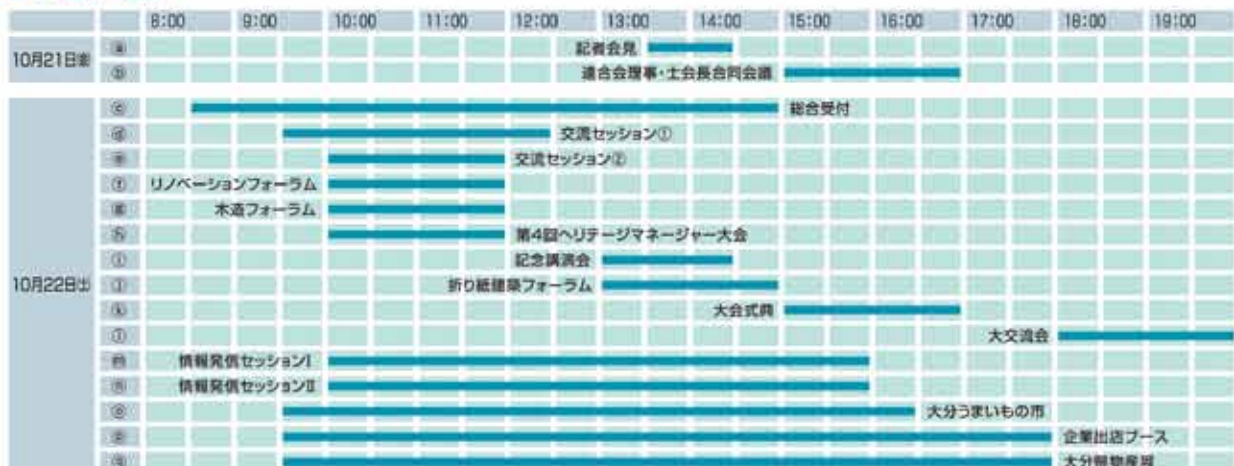 8:00 9:00 10:00 11:00 12:00 13:00 14:00 15:00 16:00 17:00 18:00 19:00
10月21日㊎
ⓐ 記者会見
ⓑ 連合会理事・士会長合同会議
ⓒ 総合受付
ⓓ 交流セッション①
ⓔ 交流セッション②
ⓕ リノベーションフォーラム
ⓖ 木造フォーラム
ⓗ 第4回ヘリテージマネージャー大会
ⓘ 記念講演会
10月22日㊏
ⓙ 折り紙建築フォーラム
ⓚ 大会式典
ⓛ 大交流会
ⓜ 情報発信セッションⅠ
ⓝ 情報発信セッションⅡ
ⓞ 大分うまいもの市
ⓟ 企業出店ブース
ⓠ 大分県物産展